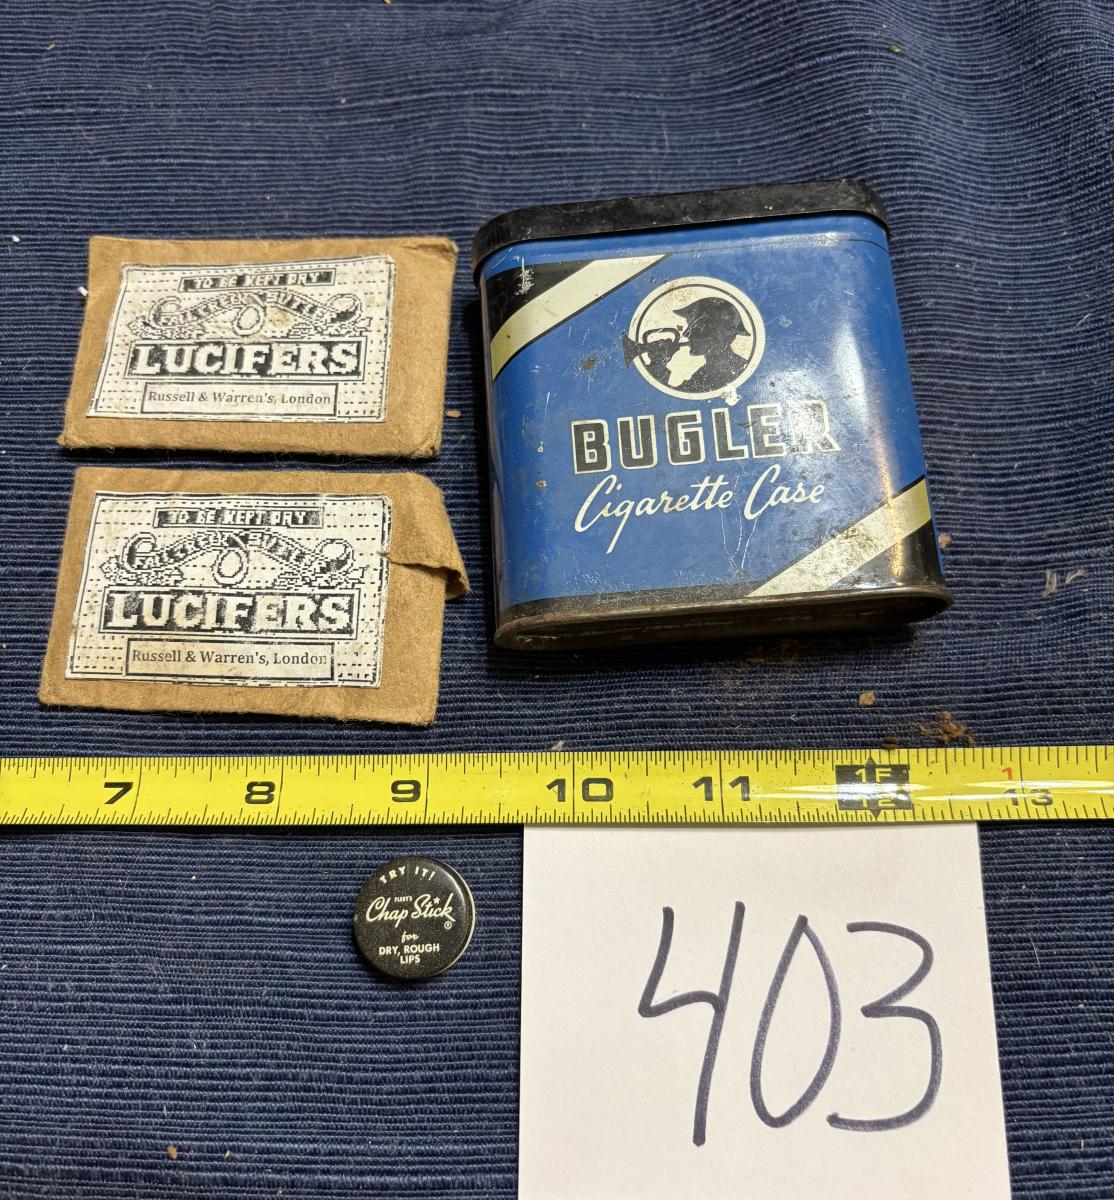 TO BE KEPT DRY
LUCIFERS
Russell & Warren's, London
TO BE KEPT DRY
LUCIFERS
Russell & Warren's, London
BUGLER
Cigarette Case
7 8 9 10 11 1F 1
12 13
TRY IT!
Chap Stick
for
DRY, ROUGH
LIPS
403